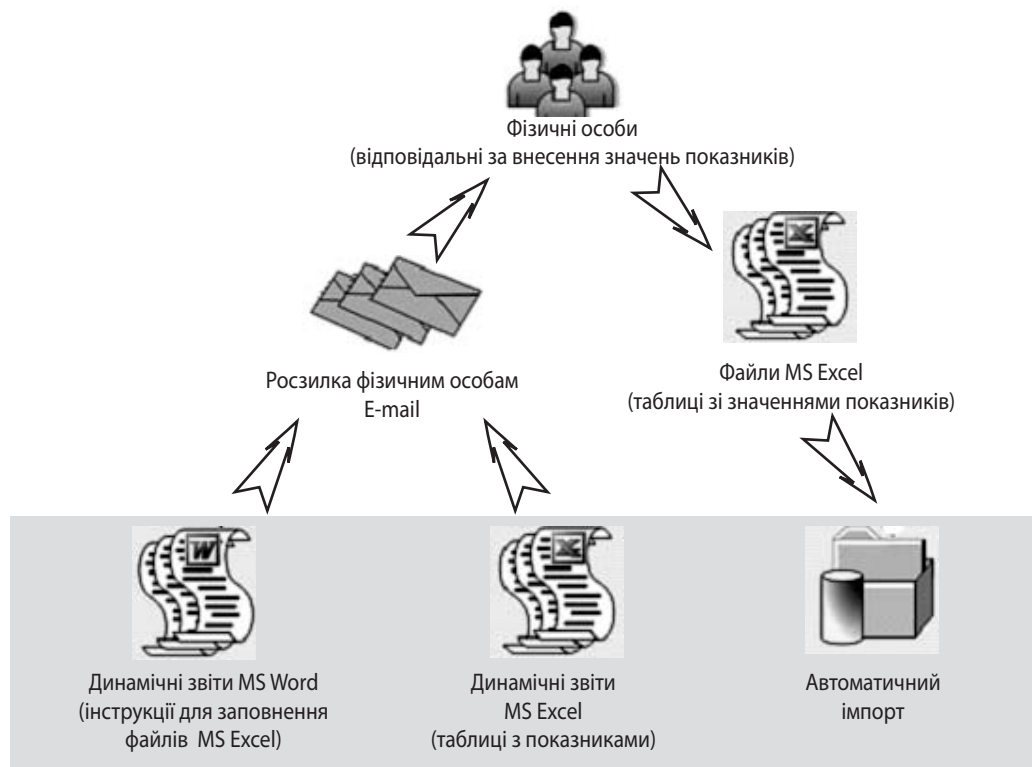 Фізичні особи
(відповідальні за внесення значень показників)
Росзилка фізичним особам
E-mail
Файли MS Excel
(таблиці зі значеннями показників)
Динамічні звіти MS Word
(інструкції для заповнення
файлів MS Excel)
Динамічні звіти
MS Excel
(таблиці з показниками)
Автоматичний
імпорт